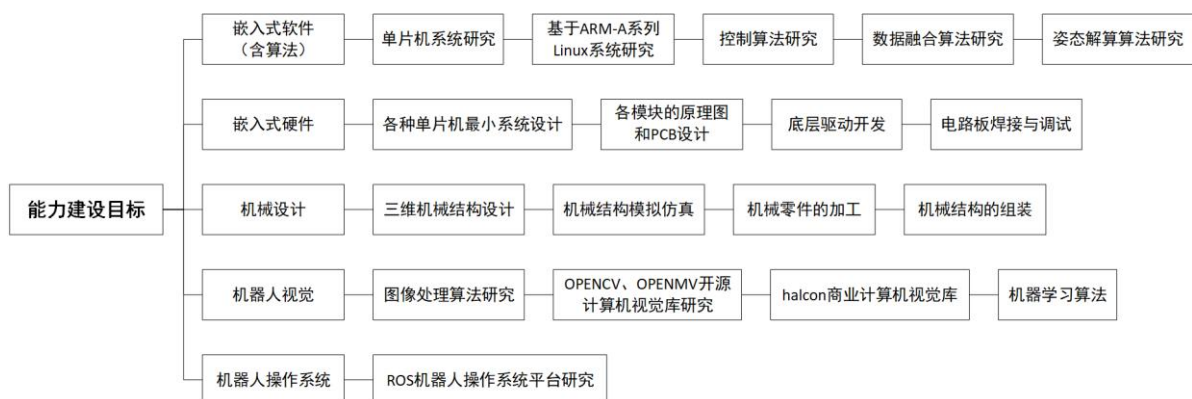 嵌入式软件
（含算法）
单片机系统研究
基于ARM-A系列
Linux系统研究
控制算法研究
数据融合算法研究
姿态解算算法研究
嵌入式硬件
各种单片机最小系统设计
各模块的原理图
和PCB设计
底层驱动开发
电路板焊接与调试
能力建设目标
机械设计
三维机械结构设计
机械结构模拟仿真
机械零件的加工
机械结构的组装
机器人视觉
图像处理算法研究
OPENCV、OPENMV开源
计算机视觉库研究
halcon商业计算机视觉库
机器学习算法
机器人操作系统
ROS机器人操作系统平台研究